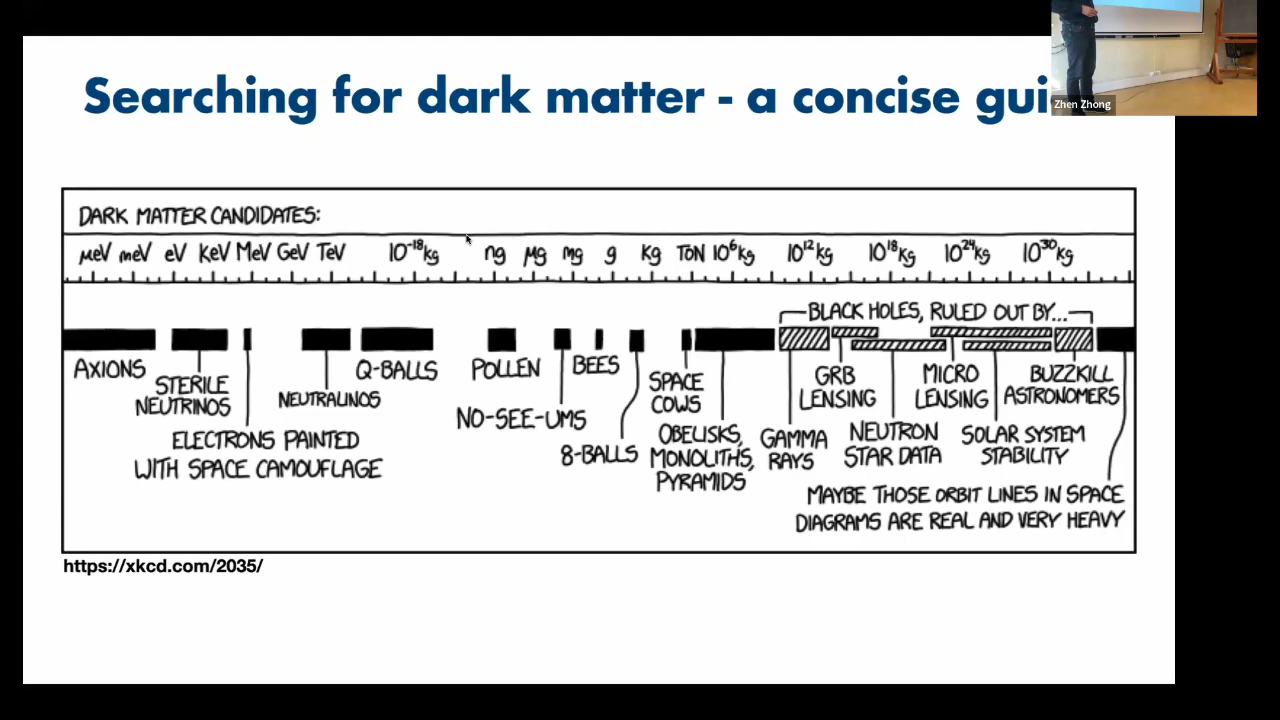 Searching for dark matter - a concise gui
Zhen Zhong
DARK MATTER CANDIDATES:
µeV meV eV KeV MeV GeV TeV 10⁻¹⁸kg ng µg mg g kg TON 10⁶kg 10¹²kg 10¹⁸kg 10²⁴kg 10³⁰kg
BLACK HOLES, RULED OUT BY...
AXIONS
STERILE
NEUTRINOS
ELECTRONS PAINTED
WITH SPACE CAMOUFLAGE
NEUTRALINOS
Q-BALLS
POLLEN
NO-SEE-UMS
BEES
8-BALLS
SPACE
COWS
OBELISKS,
MONOLITHS,
PYRAMIDS
GAMMA
RAYS
GRB
LENSING
NEUTRON
STAR DATA
MICRO
LENSING
SOLAR SYSTEM
STABILITY
BUZZKILL
ASTRONOMERS
MAYBE THOSE ORBIT LINES IN SPACE
DIAGRAMS ARE REAL AND VERY HEAVY
https://xkcd.com/2035/